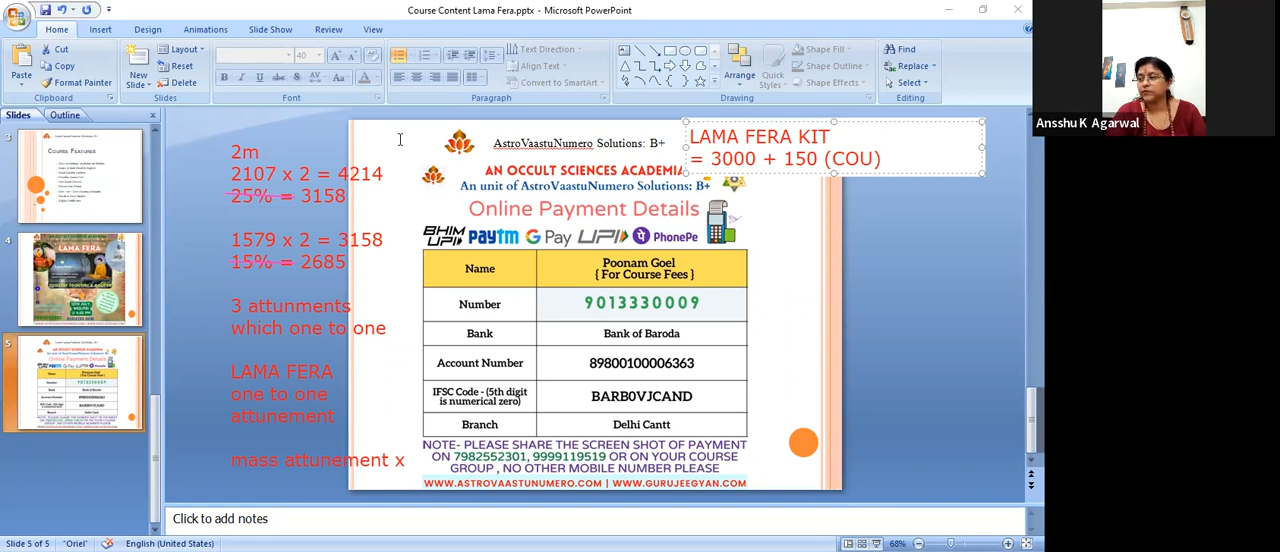 Course Content Lama Fera.pptx - Microsoft PowerPoint
Home
Insert
Design
Animations
Slide Show
Review
View
Paste
Cut
Copy
Format Painter
Clipboard
New Slide
Layout
Reset
Delete
Slides
40
Font
Text Direction
Align Text
Convert to SmartArt
Paragraph
Arrange
Quick Styles
Shape Fill
Shape Outline
Shape Effects
Drawing
Find
Replace
Select
Editing
Slides
Outline
3
COURSE FEATURES
4
LAMA FERA
5
2m
2107 x 2 = 4214
25% = 3158
1579 x 2 = 3158
15% = 2685
3 attunments
which one to one
LAMA FERA
one to one
attunement
mass attunement x
LAMA FERA KIT
= 3000 + 150 (COU)
AstroVaastuNumero Solutions: B+
AN OCCULT SCIENCES ACADEMIA
An unit of AstroVaastuNumero Solutions: B+
Online Payment Details
BHIM UPI PAYTM G Pay UPI PhonePe
Name
Poonam Goel
{ For Course Fees }
Number
9013330009
Bank
Bank of Baroda
Account Number
89800100006363
IFSC Code - (5th digit
is numerical zero)
BARB0VJCAND
Branch
Delhi Cantt
NOTE- PLEASE SHARE THE SCREEN SHOT OF PAYMENT
ON 7982552301, 9999119519 OR ON YOUR COURSE
GROUP , NO OTHER MOBILE NUMBER PLEASE
WWW.ASTROVAASTUNUMERO.COM | WWW.GURUJEEGYAN.COM
Click to add notes
Slide 5 of 5
"Oriel"
English (United States)
68%
Ansshu K Agarwal